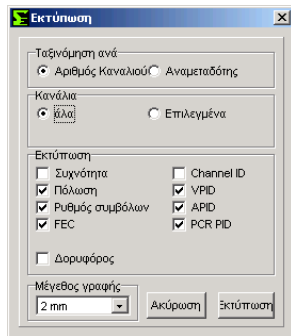 Εκτύπωση
Ταξινόμηση ανά
Αριθμός Καναλιού Αναμεταδότης
Κανάλια
άλα Επιλεγμένα
Εκτύπωση
Συχνότητα Channel ID
Πόλωση VPID
Ρυθμός συμβόλων APID
FEC PCR PID
Δορυφόρος
Μέγεθος γραφής
2 mm Ακύρωση Εκτύπωση